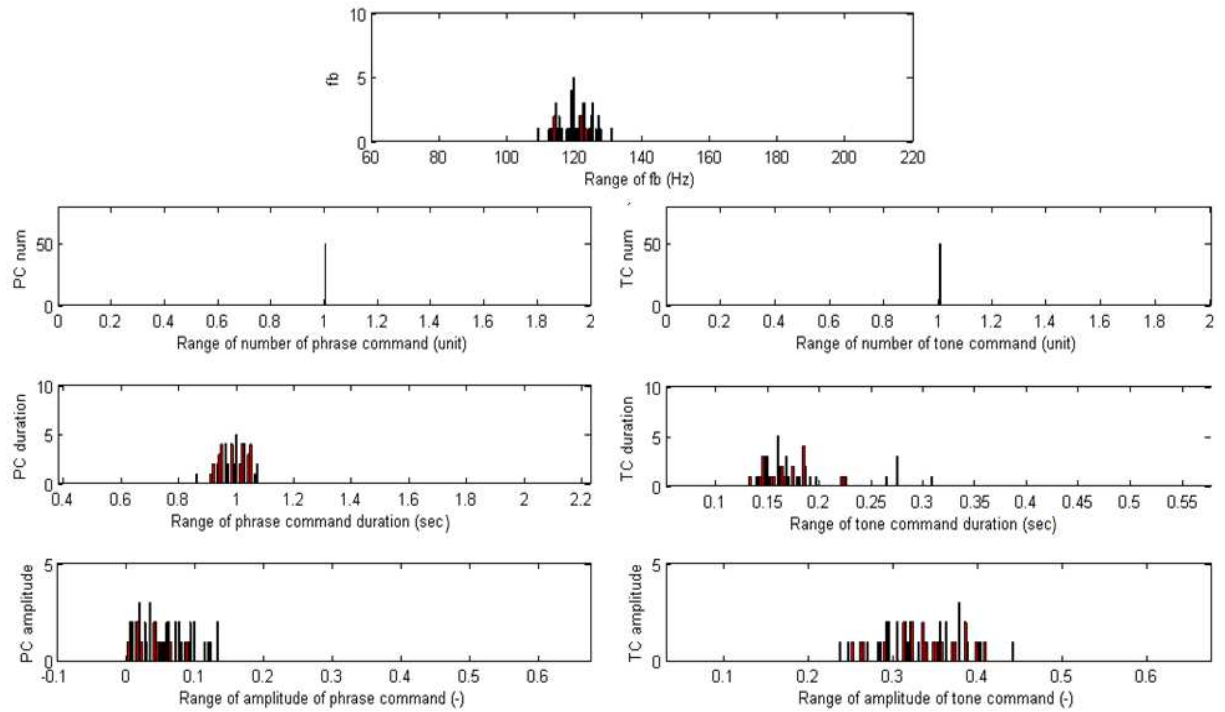 10
5
0
fb
60 80 100 120 140 160 180 200 220
Range of fb (Hz)
50
0
PC num
0 0.2 0.4 0.6 0.8 1 1.2 1.4 1.6 1.8 2
Range of number of phrase command (unit)
50
0
TC num
0 0.2 0.4 0.6 0.8 1 1.2 1.4 1.6 1.8 2
Range of number of tone command (unit)
10
5
0
PC duration
0.4 0.6 0.8 1 1.2 1.4 1.6 1.8 2 2.2
Range of phrase command duration (sec)
10
5
0
TC duration
0.1 0.15 0.2 0.25 0.3 0.35 0.4 0.45 0.5 0.55
Range of tone command duration (sec)
5
0
PC amplitude
-0.1 0 0.1 0.2 0.3 0.4 0.5 0.6
Range of amplitude of phrase command (-)
5
0
TC amplitude
0.1 0.2 0.3 0.4 0.5 0.6
Range of amplitude of tone command (-)